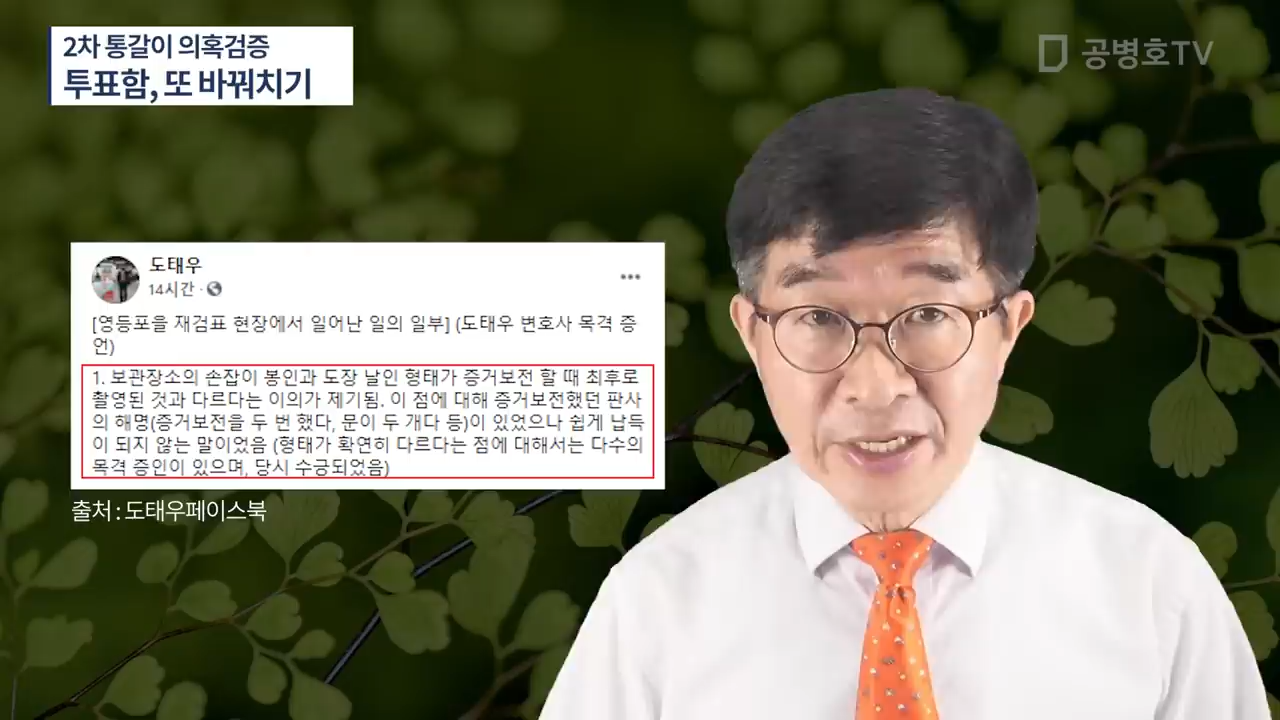 2차 통갈이 의혹검증
투표함, 또 바꿔치기
공병호TV
도태우
14시간 ·
[영등포을 재검표 현장에서 일어난 일의 일부] (도태우 변호사 목격 증
언)
1. 보관장소의 손잡이 봉인과 도장 날인 형태가 증거보전 할 때 최후로
촬영된 것과 다르다는 이의가 제기됨. 이 점에 대해 증거보전했던 판사
의 해명(증거보전을 두 번 했다, 문이 두 개다 등)이 있었으나 쉽게 납득
이 되지 않는 말이었음 (형태가 확연히 다르다는 점에 대해서는 다수의
목격 증인이 있으며, 당시 수긍되었음)
출처 : 도태우페이스북